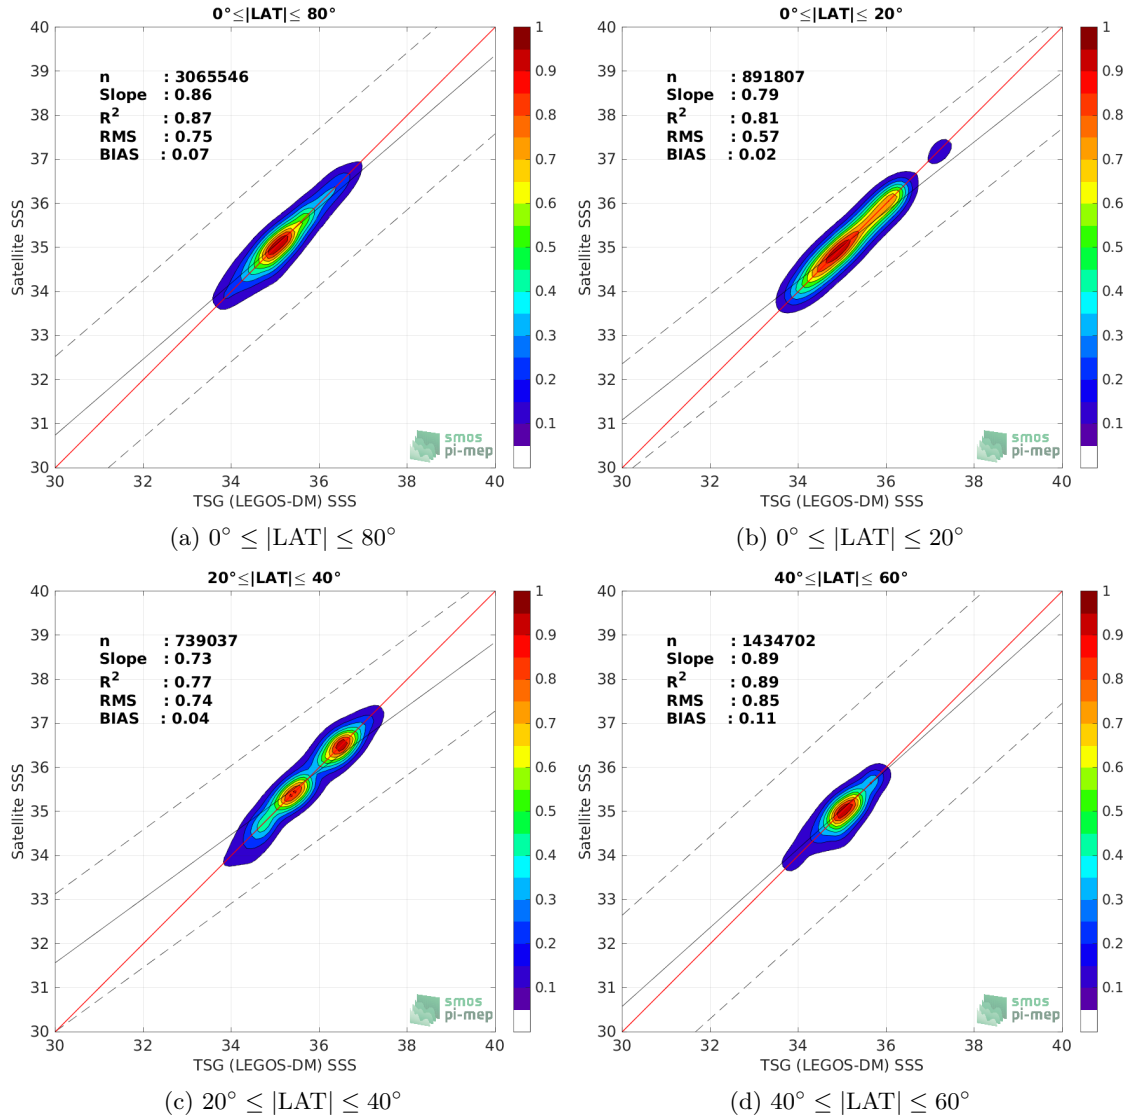 0°≤|LAT|≤ 80°
40
39
38
37
36
35
34
33
32
31
30
Satellite SSS
n : 3065546
Slope : 0.86
R² : 0.87
RMS : 0.75
BIAS : 0.07
smos
pi-mep
30 32 34 36 38 40
TSG (LEGOS-DM) SSS
1
0.9
0.8
0.7
0.6
0.5
0.4
0.3
0.2
0.1
(a) 0° ≤ |LAT| ≤ 80°
0°≤|LAT|≤ 20°
40
39
38
37
36
35
34
33
32
31
30
Satellite SSS
n : 891807
Slope : 0.79
R² : 0.81
RMS : 0.57
BIAS : 0.02
smos
pi-mep
30 32 34 36 38 40
TSG (LEGOS-DM) SSS
1
0.9
0.8
0.7
0.6
0.5
0.4
0.3
0.2
0.1
(b) 0° ≤ |LAT| ≤ 20°
20°≤|LAT|≤ 40°
40
39
38
37
36
35
34
33
32
31
30
Satellite SSS
n : 739037
Slope : 0.73
R² : 0.77
RMS : 0.74
BIAS : 0.04
smos
pi-mep
30 32 34 36 38 40
TSG (LEGOS-DM) SSS
1
0.9
0.8
0.7
0.6
0.5
0.4
0.3
0.2
0.1
(c) 20° ≤ |LAT| ≤ 40°
40°≤|LAT|≤ 60°
40
39
38
37
36
35
34
33
32
31
30
Satellite SSS
n : 1434702
Slope : 0.89
R² : 0.89
RMS : 0.85
BIAS : 0.11
smos
pi-mep
30 32 34 36 38 40
TSG (LEGOS-DM) SSS
1
0.9
0.8
0.7
0.6
0.5
0.4
0.3
0.2
0.1
(d) 40° ≤ |LAT| ≤ 60°